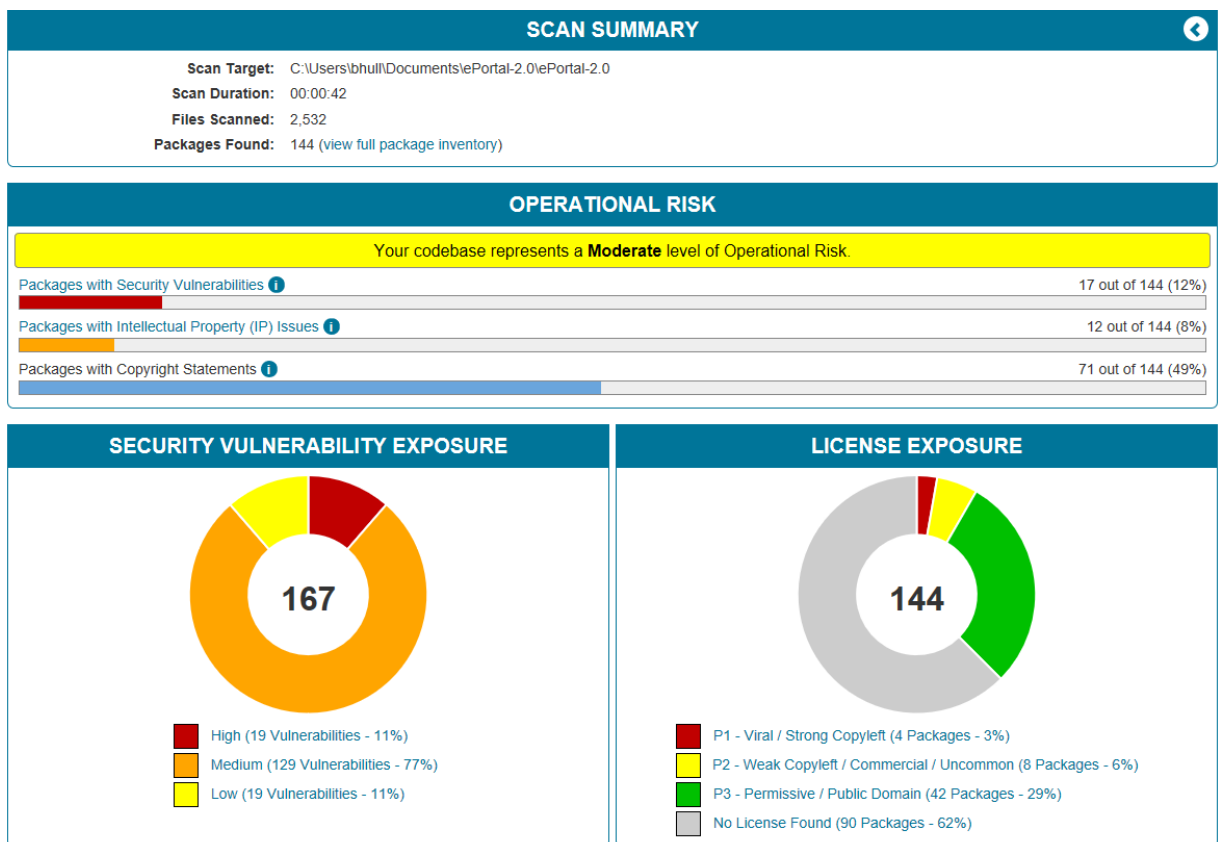 SCAN SUMMARY
Scan Target: C:\Users\bhull\Documents\ePortal-2.0\ePortal-2.0
Scan Duration: 00:00:42
Files Scanned: 2,532
Packages Found: 144 (view full package inventory)
OPERATIONAL RISK
Your codebase represents a Moderate level of Operational Risk.
Packages with Security Vulnerabilities i 17 out of 144 (12%)
Packages with Intellectual Property (IP) Issues i 12 out of 144 (8%)
Packages with Copyright Statements i 71 out of 144 (49%)
SECURITY VULNERABILITY EXPOSURE
167
High (19 Vulnerabilities - 11%)
Medium (129 Vulnerabilities - 77%)
Low (19 Vulnerabilities - 11%)
LICENSE EXPOSURE
144
P1 - Viral / Strong Copyleft (4 Packages - 3%)
P2 - Weak Copyleft / Commercial / Uncommon (8 Packages - 6%)
P3 - Permissive / Public Domain (42 Packages - 29%)
No License Found (90 Packages - 62%)